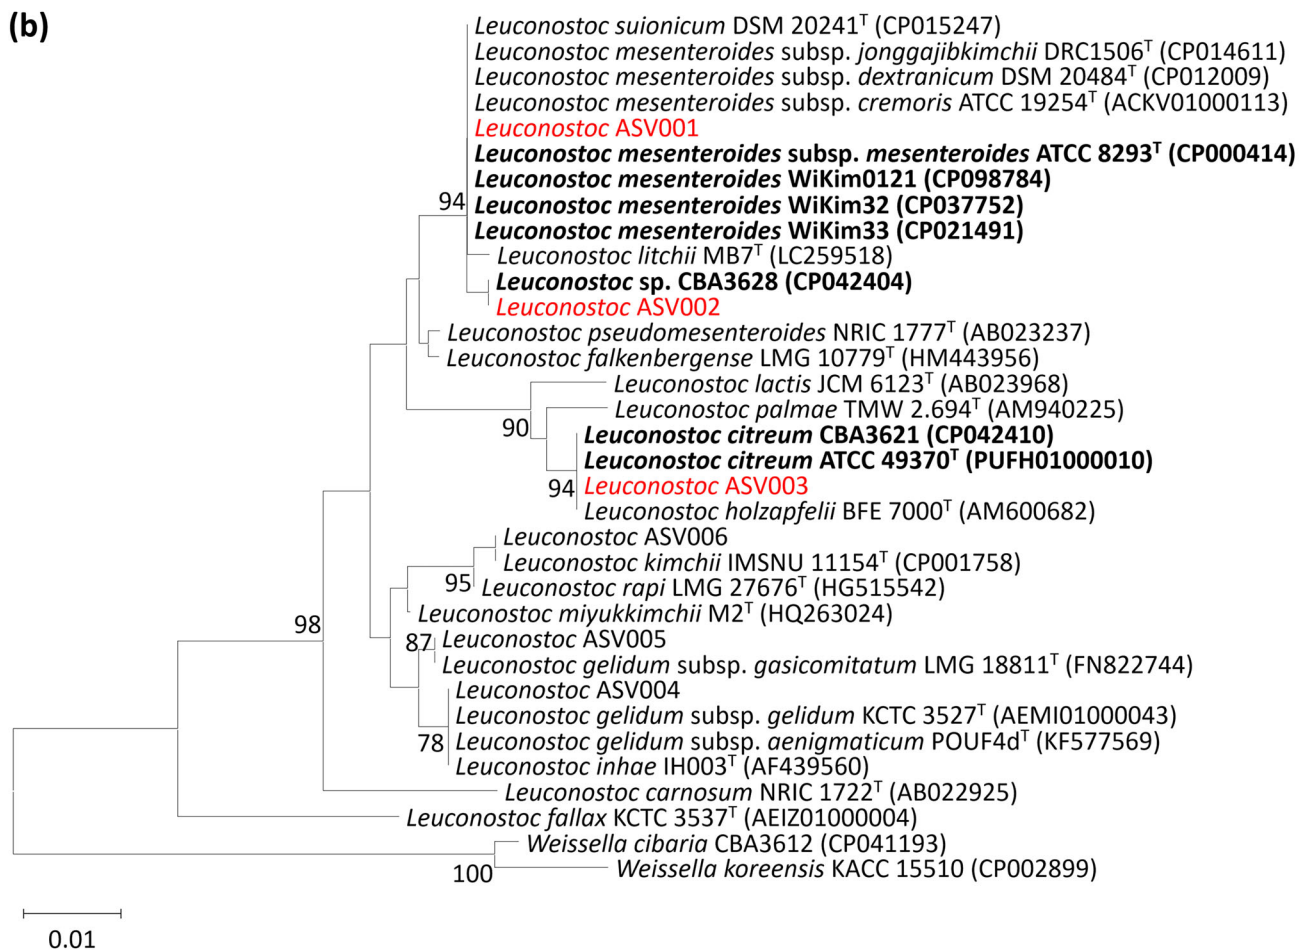 (b)
Leuconostoc suionicum DSM 20241ᵀ (CP015247)
Leuconostoc mesenteroides subsp. jonggajibkimchii DRC1506ᵀ (CP014611)
Leuconostoc mesenteroides subsp. dextranicum DSM 20484ᵀ (CP012009)
Leuconostoc mesenteroides subsp. cremoris ATCC 19254ᵀ (ACKV01000113)
Leuconostoc ASV001
Leuconostoc mesenteroides subsp. mesenteroides ATCC 8293ᵀ (CP000414)
Leuconostoc mesenteroides WiKim0121 (CP098784)
94
Leuconostoc mesenteroides WiKim32 (CP037752)
Leuconostoc mesenteroides WiKim33 (CP021491)
Leuconostoc litchii MB7ᵀ (LC259518)
Leuconostoc sp. CBA3628 (CP042404)
Leuconostoc ASV002
Leuconostoc pseudomesenteroides NRIC 1777ᵀ (AB023237)
Leuconostoc falkenbergense LMG 10779ᵀ (HM443956)
Leuconostoc lactis JCM 6123ᵀ (AB023968)
Leuconostoc palmae TMW 2.694ᵀ (AM940225)
90
Leuconostoc citreum CBA3621 (CP042410)
Leuconostoc citreum ATCC 49370ᵀ (PUFH01000010)
94
Leuconostoc ASV003
Leuconostoc holzapfelii BFE 7000ᵀ (AM600682)
Leuconostoc ASV006
Leuconostoc kimchii IMSNU 11154ᵀ (CP001758)
95
Leuconostoc rapi LMG 27676ᵀ (HG515542)
Leuconostoc miyukkimchii M2ᵀ (HQ263024)
98
87
Leuconostoc ASV005
Leuconostoc gelidum subsp. gasicomitatum LMG 18811ᵀ (FN822744)
Leuconostoc ASV004
Leuconostoc gelidum subsp. gelidum KCTC 3527ᵀ (AEMI01000043)
78
Leuconostoc gelidum subsp. aenigmaticum POUF4dᵀ (KF577569)
Leuconostoc inhae IH003ᵀ (AF439560)
Leuconostoc carnosum NRIC 1722ᵀ (AB022925)
Leuconostoc fallax KCTC 3537ᵀ (AEIZ01000004)
Weissella cibaria CBA3612 (CP041193)
100
Weissella koreensis KACC 15510 (CP002899)
0.01